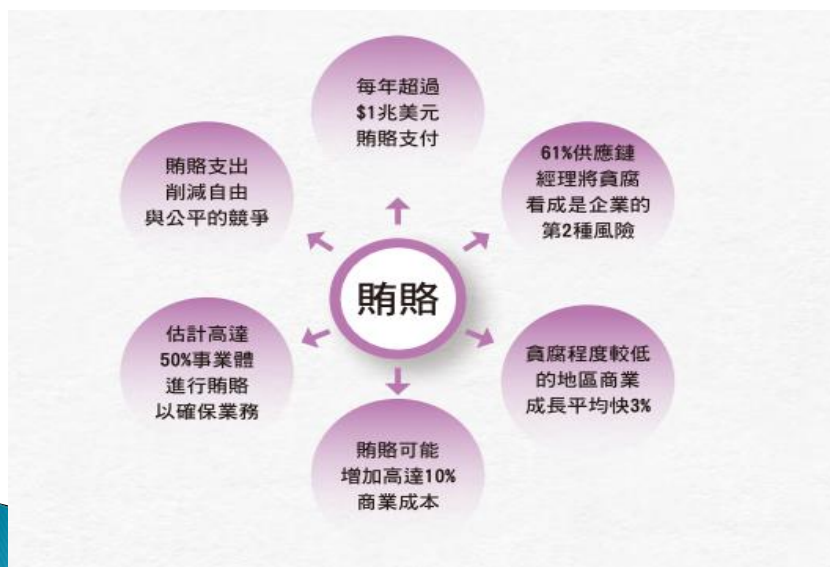 每年超過
$1兆美元
賄賂支付
61%供應鏈
經理將貪腐
看成是企業的
第2種風險
貪腐程度較低
的地區商業
成長平均快3%
賄賂可能
增加高達10%
商業成本
估計高達
50%事業體
進行賄賂
以確保業務
賄賂支出
削減自由
與公平的競爭
賄賂